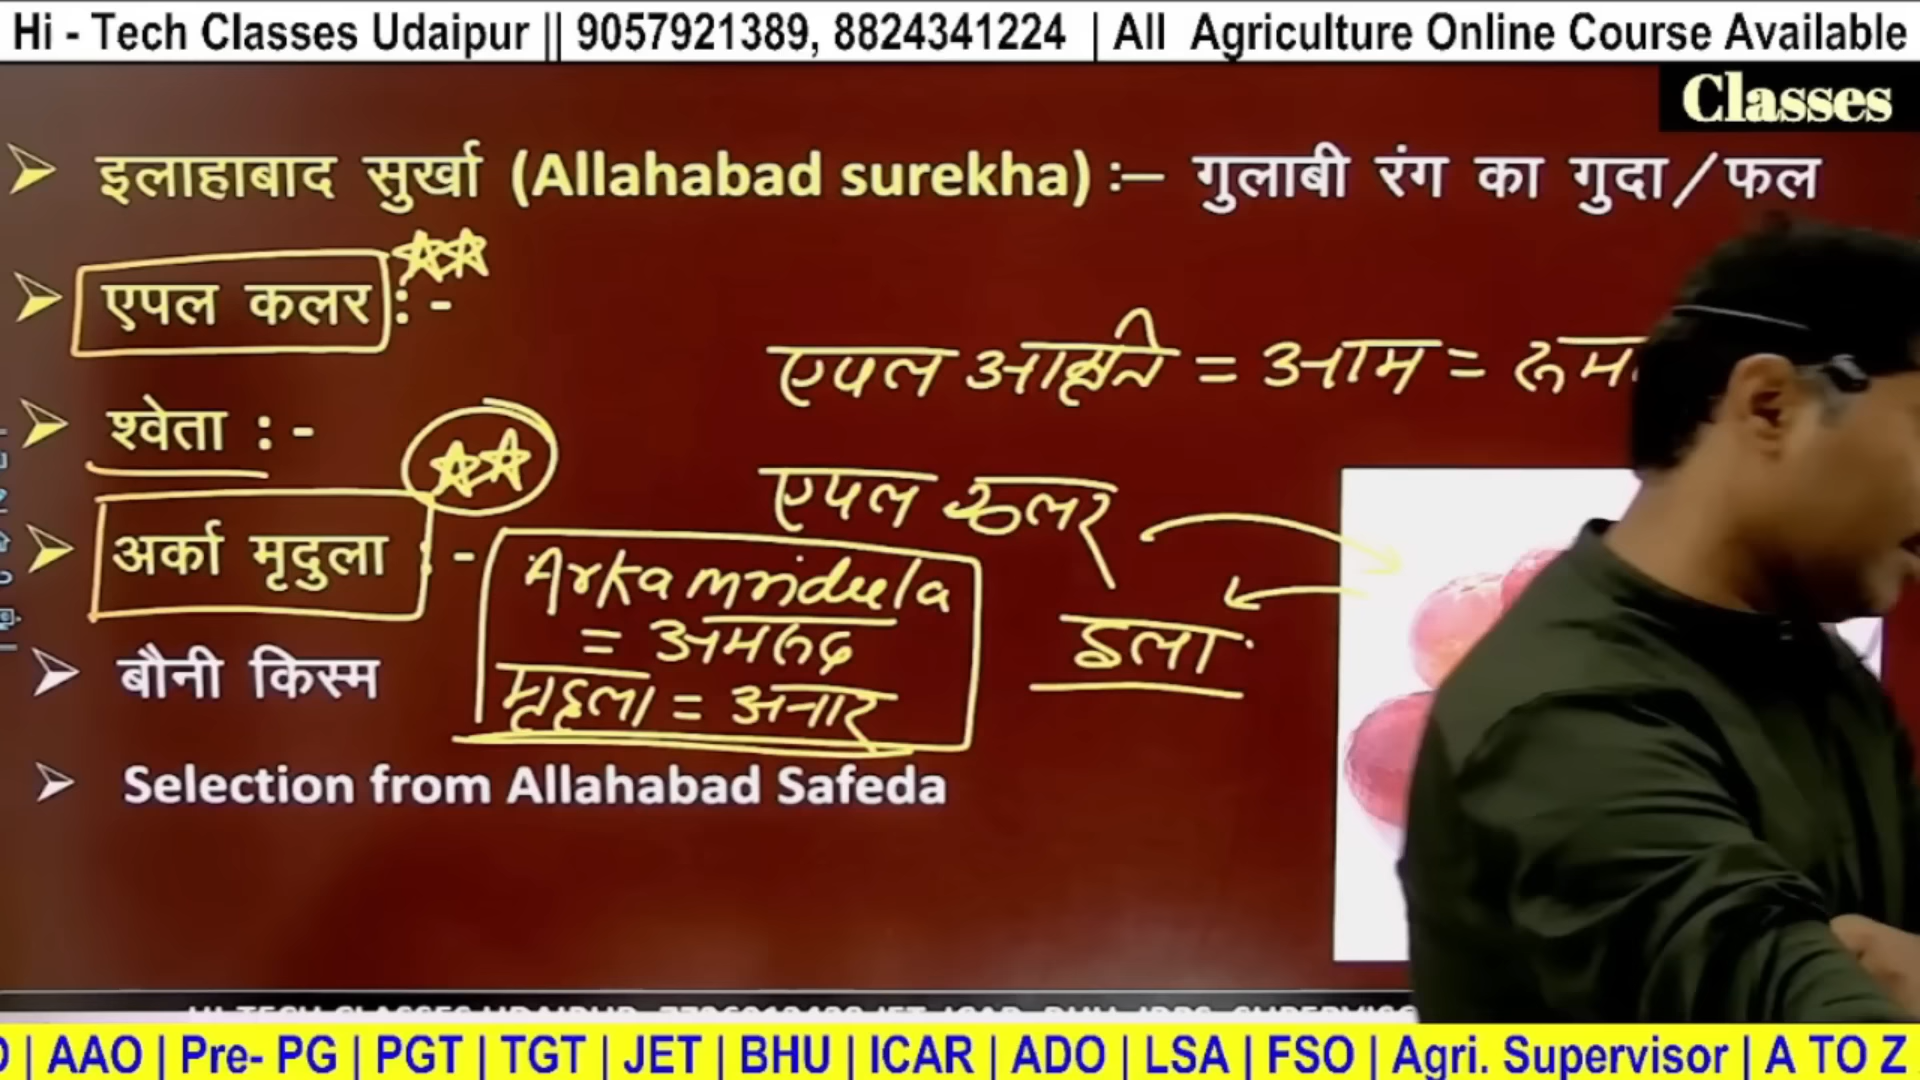 Hi - Tech Classes Udaipur || 9057921389, 8824341224 | All Agriculture Online Course Available
Classes
➢ इलाहाबाद सुर्खा (Allahabad surekha) :– गुलाबी रंग का गुदा/फल
➢ एपल कलर : -
एपल आकृति = आम = रूम
➢ श्वेता : -
एपल कलर
➢ अर्का मृदुला : -
Arka mridula
= अमरूद
इला
➢ बौनी किस्म
मृदुला = अनार
➢ Selection from Allahabad Safeda
| AAO | Pre- PG | PGT | TGT | JET | BHU | ICAR | ADO | LSA | FSO | Agri. Supervisor | A TO Z